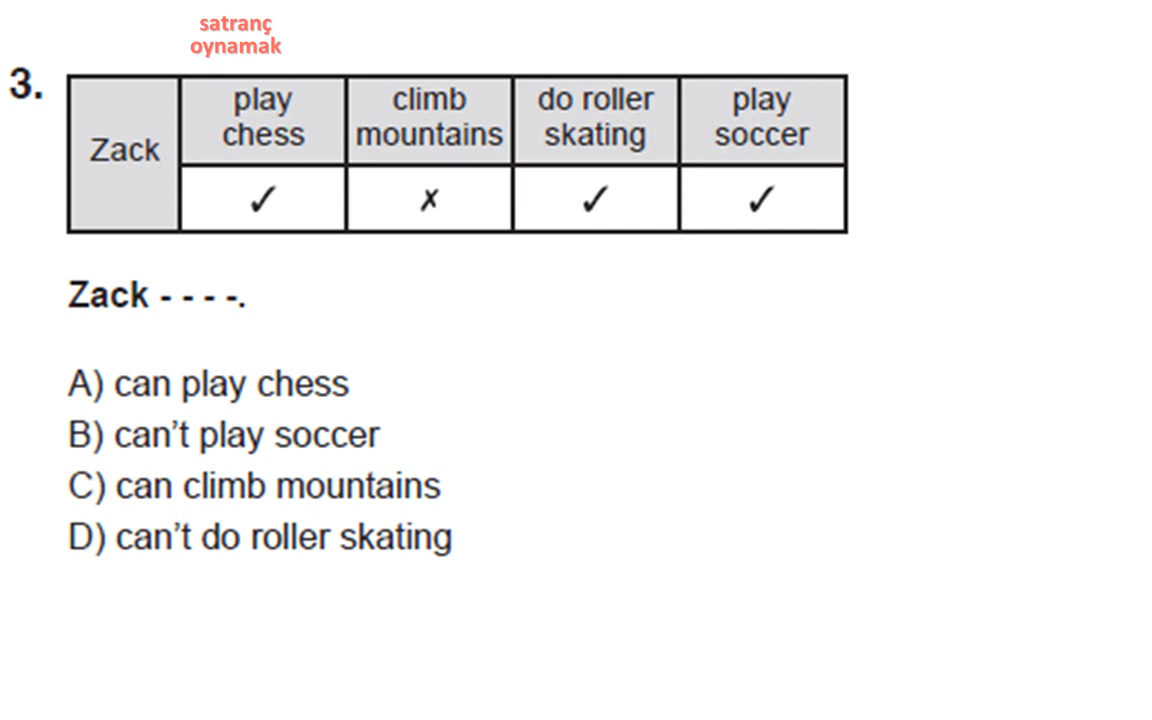 satranç
oynamak
3.
Zack
play
chess
climb
mountains
do roller
skating
play
soccer
✓ ✗ ✓ ✓
Zack - - - -.
A) can play chess
B) can’t play soccer
C) can climb mountains
D) can’t do roller skating